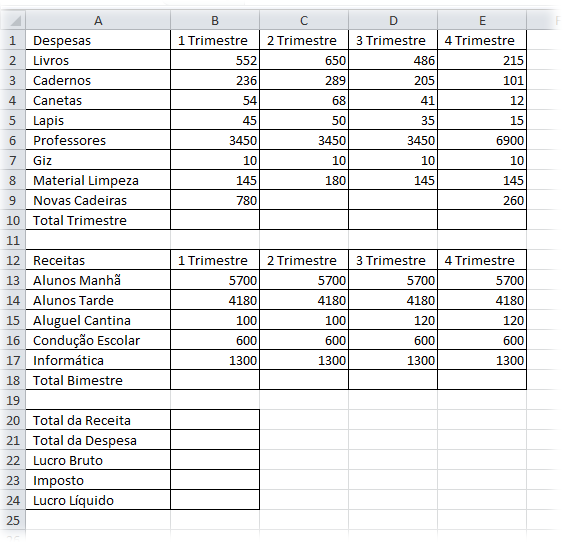 A B C D E
1 Despesas 1 Trimestre 2 Trimestre 3 Trimestre 4 Trimestre
2 Livros 552 650 486 215
3 Cadernos 236 289 205 101
4 Canetas 54 68 41 12
5 Lapis 45 50 35 15
6 Professores 3450 3450 3450 6900
7 Giz 10 10 10 10
8 Material Limpeza 145 180 145 145
9 Novas Cadeiras 780 260
10 Total Trimestre
11
12 Receitas 1 Trimestre 2 Trimestre 3 Trimestre 4 Trimestre
13 Alunos Manhã 5700 5700 5700 5700
14 Alunos Tarde 4180 4180 4180 4180
15 Aluguel Cantina 100 100 120 120
16 Condução Escolar 600 600 600 600
17 Informática 1300 1300 1300 1300
18 Total Bimestre
19
20 Total da Receita
21 Total da Despesa
22 Lucro Bruto
23 Imposto
24 Lucro Líquido
25